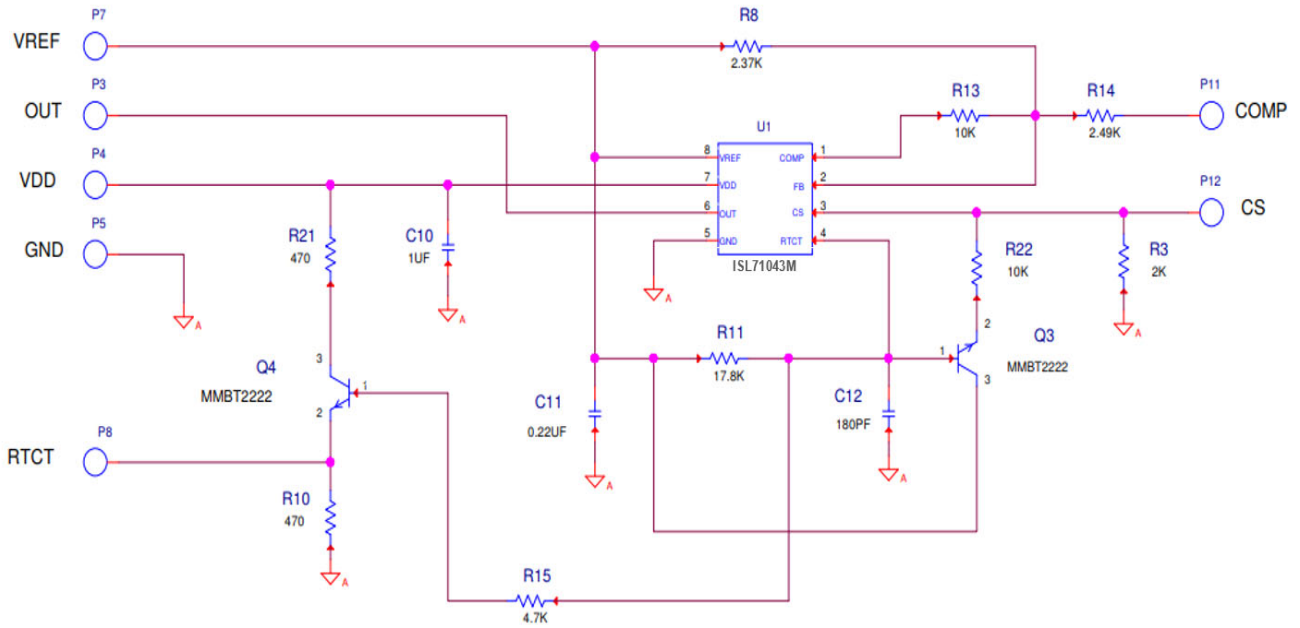 P7
VREF
R8
2.37K
P3
OUT
R13
10K
R14
2.49K
P11
COMP
U1
8 VREF COMP 1
7 VDD FB 2
6 OUT CS 3
5 GND RTCT 4
ISL71043M
P4
VDD
P12
CS
P5
GND
R21
470
C10
1UF
R22
10K
R3
2K
A
A
A
A
Q4
MMBT2222
3
1
2
R11
17.8K
2
1
3
Q3
MMBT2222
C11
0.22UF
C12
180PF
P8
RTCT
A
A
R10
470
A
R15
4.7K